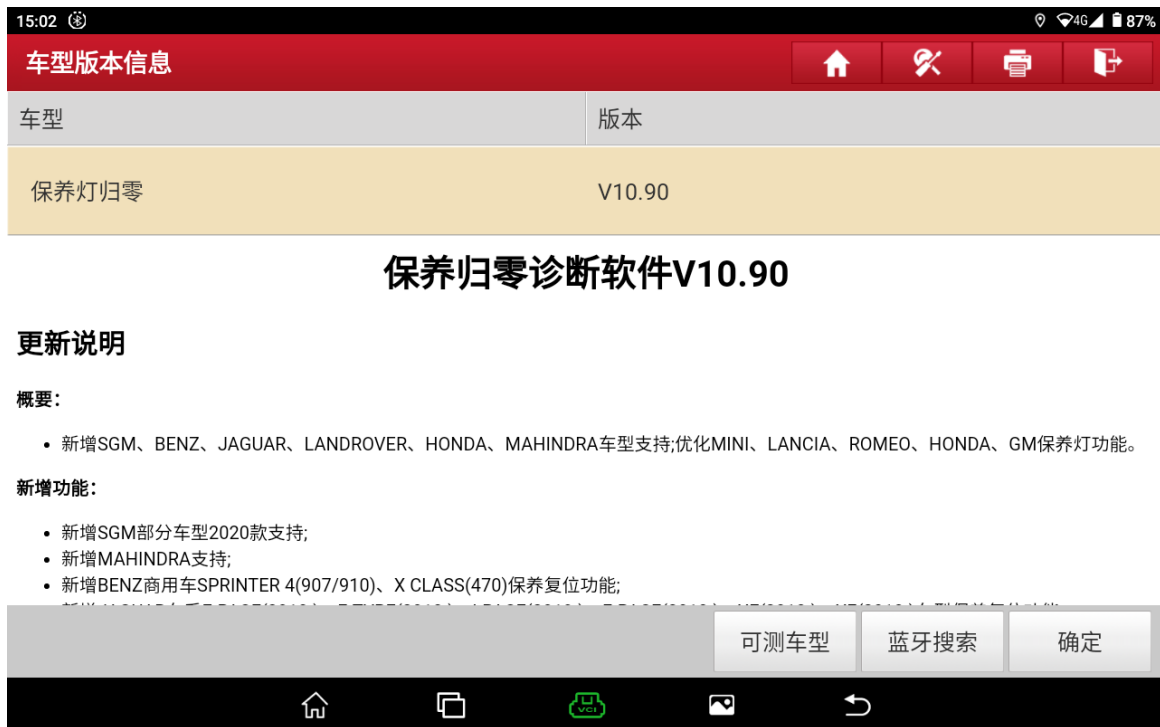 15:02 4G 87%
车型版本信息
车型 版本
保养灯归零 V10.90
保养归零诊断软件V10.90
更新说明
概要：
• 新增SGM、BENZ、JAGUAR、LANDROVER、HONDA、MAHINDRA车型支持;优化MINI、LANCIA、ROMEO、HONDA、GM保养灯功能。
新增功能：
• 新增SGM部分车型2020款支持;
• 新增MAHINDRA支持;
• 新增BENZ商用车SPRINTER 4(907/910)、X CLASS(470)保养复位功能;
可测车型 蓝牙搜索 确定
VCI